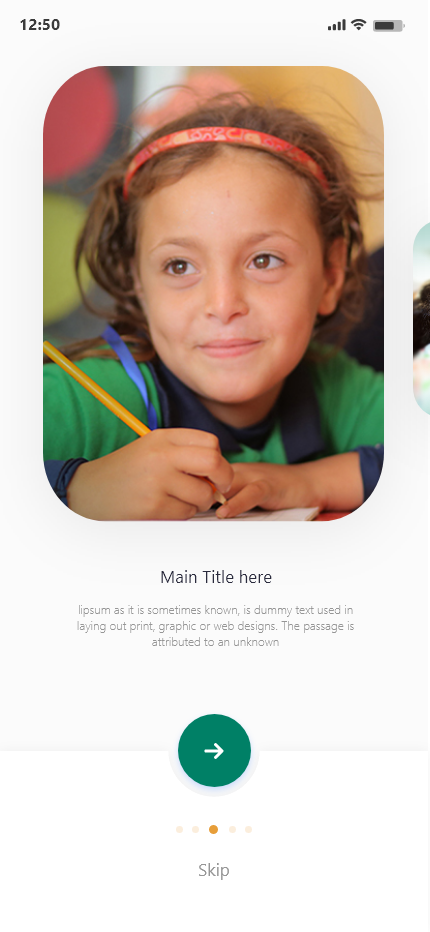 12:50
Main Title here
lipsum as it is sometimes known, is dummy text used in
laying out print, graphic or web designs. The passage is
attributed to an unknown
Skip